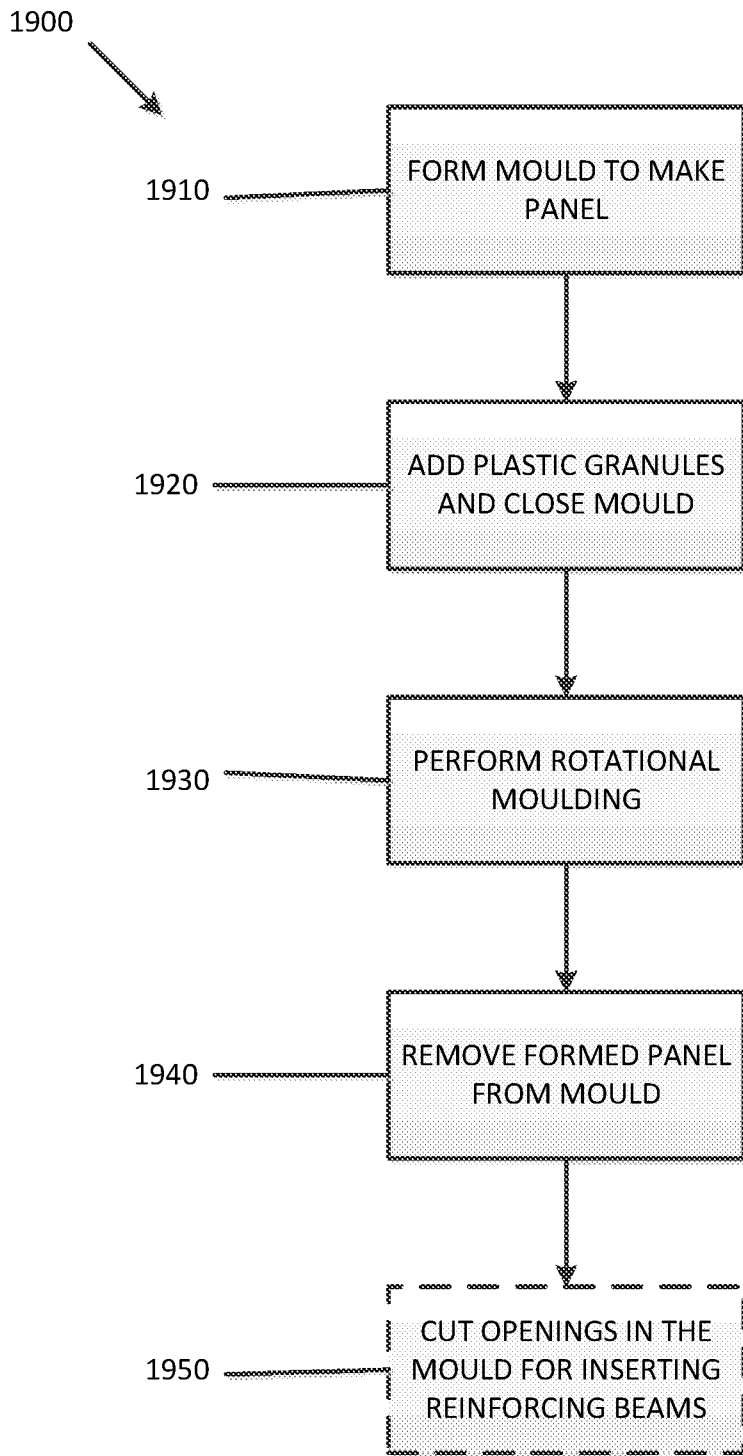 1900
1910
FORM MOULD TO MAKE
PANEL
1920
ADD PLASTIC GRANULES
AND CLOSE MOULD
1930
PERFORM ROTATIONAL
MOULDING
1940
REMOVE FORMED PANEL
FROM MOULD
1950
CUT OPENINGS IN THE
MOULD FOR INSERTING
REINFORCING BEAMS